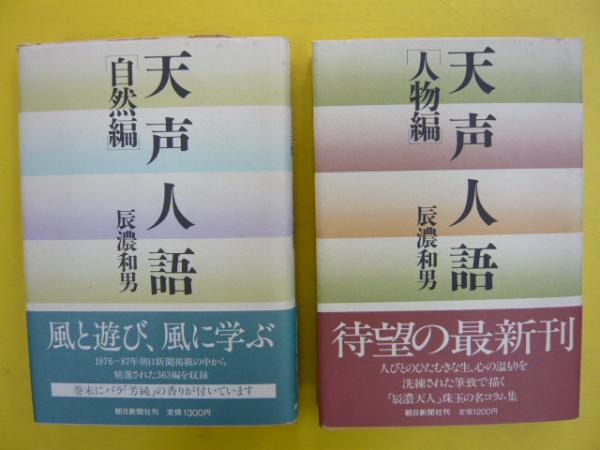 天声人語
[自然編]
辰濃和男
風と遊び、風に学ぶ
1976~87年朝日新聞掲載の中から
精選された363編を収録
巻末にバラ「芳純」の香りが付いています
朝日新聞社刊 定価1300円
天声人語
[人物編]
辰濃和男
待望の最新刊
人びとのひたむきな生、心の温もりを
洗練された筆致で描く
「辰濃天人」珠玉の名コラム集
朝日新聞社刊 定価1200円